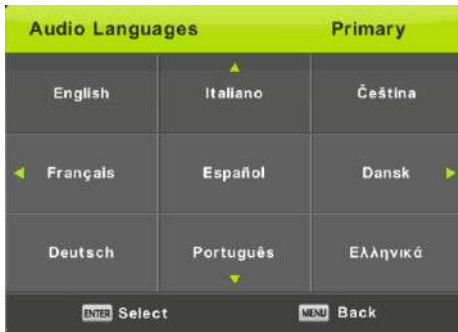 Audio Languages Primary
English Italiano Čeština
Français Español Dansk
Deutsch Português Ελληνικά
ENTER Select MENU Back